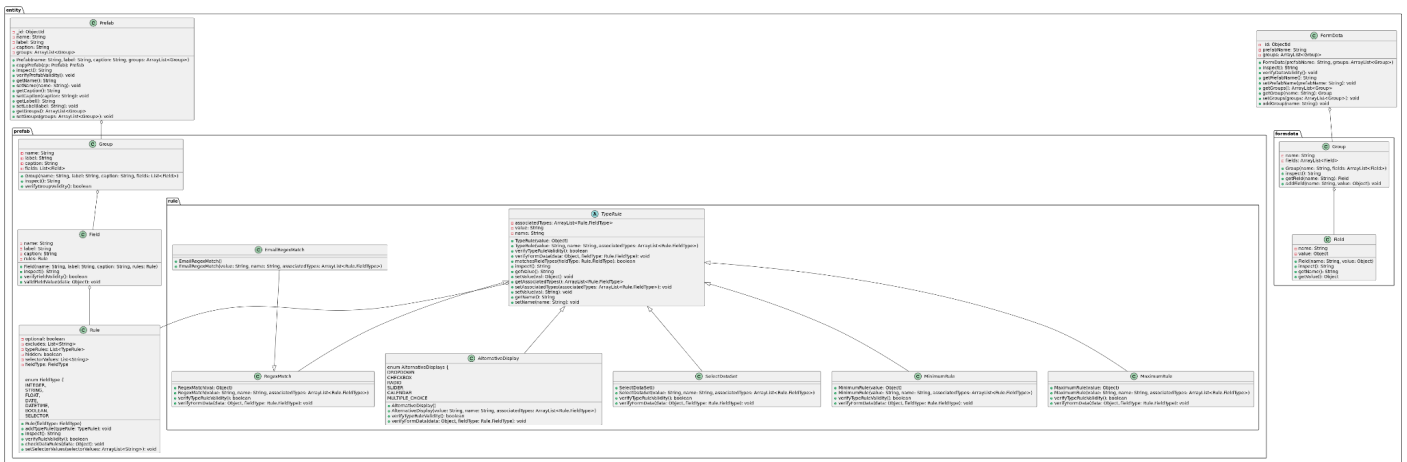 entity
Prefab
_id: ObjectId
name: String
label: String
caption: String
groups: ArrayList<Group>
Prefab(name: String, label: String, caption: String, groups: ArrayList<Group>)
copyPrefab(p: Prefab): Prefab
inspect(): String
verifyPrefabValidity(): void
getName(): String
setName(name: String): void
getCaption(): String
setCaption(caption: String): void
getLabel(): String
setLabel(label: String): void
getGroups(): ArrayList<Group>
setGroups(groups: ArrayList<Group>): void
FormData
_id: ObjectId
prefabName: String
groups: ArrayList<Group>
FormData(prefabName: String, groups: ArrayList<Group>)
inspect(): String
verifyDataValidity(): void
getPrefabName(): String
setPrefabName(prefabName: String): void
getGroups(): ArrayList<Group>
getGroup(name: String): Group
setGroups(groups: ArrayList<Group>): void
addGroup(name: String): void
prefab
Group
name: String
label: String
caption: String
fields: List<Field>
Group(name: String, label: String, caption: String, fields: List<Field>)
inspect(): String
verifyGroupValidity(): boolean
formdata
Group
name: String
fields: ArrayList<Field>
Group(name: String, fields: ArrayList<Field>)
inspect(): String
getField(name: String): Field
addField(name: String, value: Object): void
rule
TypeRule
associatedTypes: ArrayList<Rule.FieldType>
value: String
name: String
TypeRule(value: Object)
TypeRule(value: String, name: String, associatedTypes: ArrayList<Rule.FieldType>)
verifyTypeRuleValidity(): boolean
verifyFormData(data: Object, fieldType: Rule.FieldType): void
matchesFieldTypes(fieldType: Rule.FieldType): boolean
inspect(): String
getValue(): String
setValue(val: Object): void
getAssociatedTypes(): ArrayList<Rule.FieldType>
setAssociatedTypes(associatedTypes: ArrayList<Rule.FieldType>): void
setValue(val: String): void
getName(): String
setName(name: String): void
Field
name: String
label: String
caption: String
rules: Rule
Field(name: String, label: String, caption: String, rules: Rule)
inspect(): String
verifyFieldValidity(): boolean
validFieldValue(data: Object): void
EmailRegexMatch
EmailRegexMatch()
EmailRegexMatch(value: String, name: String, associatedTypes: ArrayList<Rule.FieldType>)
Field
name: String
value: Object
Field(name: String, value: Object)
inspect(): String
getName(): String
getValue(): Object
Rule
optional: boolean
excludes: List<String>
typeRules: List<TypeRule>
hidden: boolean
selectorValues: List<String>
fieldType: FieldType
enum FieldType {
INTEGER,
STRING,
FLOAT,
DATE,
DATETIME,
BOOLEAN,
SELECTOR
Rule(fieldType: FieldType)
addTypeRule(typeRule: TypeRule): void
inspect(): String
verifyRuleValidity(): boolean
checkDataRules(data: Object): void
setSelectorValues(selectorValues: ArrayList<String>): void
RegexMatch
RegexMatch(val: Object)
RegexMatch(value: String, name: String, associatedTypes: ArrayList<Rule.FieldType>)
verifyTypeRuleValidity(): boolean
verifyFormData(data: Object, fieldType: Rule.FieldType): void
AlternativeDisplay
enum AlternativeDisplays {
DROPDOWN
CHECKBOX
RADIO
SLIDER
CALENDAR
MULTIPLE_CHOICE
AlternativeDisplay()
AlternativeDisplay(value: String, name: String, associatedTypes: ArrayList<Rule.FieldType>)
verifyTypeRuleValidity(): boolean
verifyFormData(data: Object, fieldType: Rule.FieldType): void
SelectDataSet
SelectDataSet()
SelectDataSet(value: String, name: String, associatedTypes: ArrayList<Rule.FieldType>)
verifyTypeRuleValidity(): boolean
verifyFormData(data: Object, fieldType: Rule.FieldType): void
MinimumRule
MinimumRule(value: Object)
MinimumRule(value: String, name: String, associatedTypes: ArrayList<Rule.FieldType>)
verifyTypeRuleValidity(): boolean
verifyFormData(data: Object, fieldType: Rule.FieldType): void
MaximumRule
MaximumRule(value: Object)
MaximumRule(value: String, name: String, associatedTypes: ArrayList<Rule.FieldType>)
verifyTypeRuleValidity(): boolean
verifyFormData(data: Object, fieldType: Rule.FieldType): void